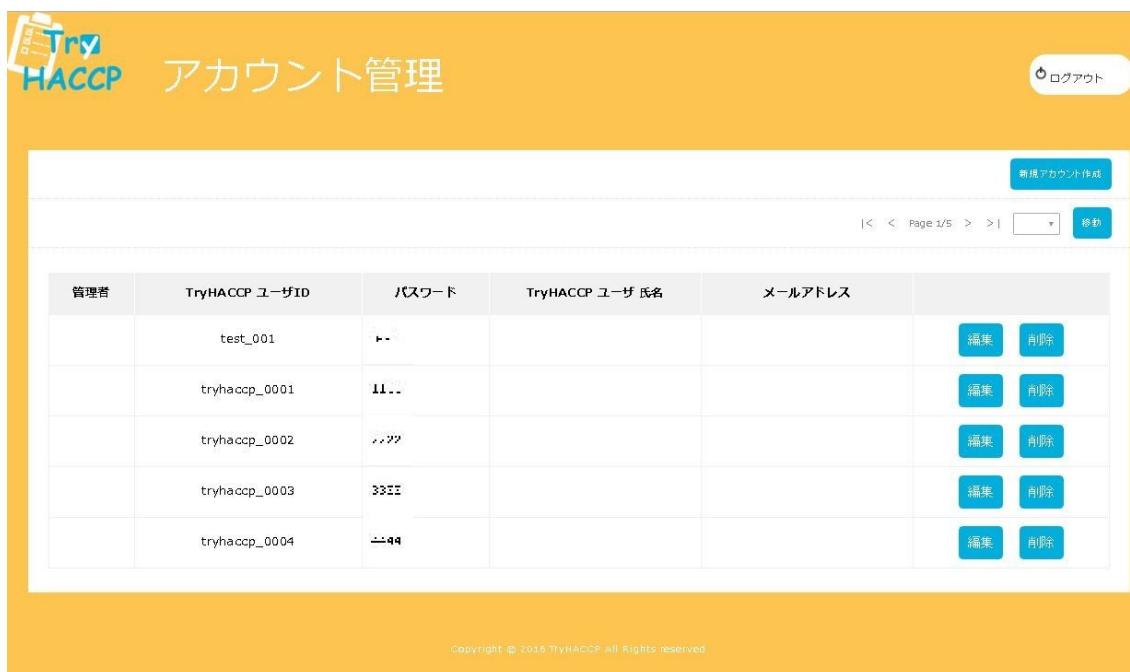 Try
HACCP
アカウント管理
ログアウト
新規アカウント作成
|< < Page 1/5 > >| 移動
管理者 TryHACCP ユーザID パスワード TryHACCP ユーザ 氏名 メールアドレス
test_001 編集 削除
tryhaccp_0001 編集 削除
tryhaccp_0002 編集 削除
tryhaccp_0003 編集 削除
tryhaccp_0004 編集 削除
Copyright © 2016 TryHACCP All Rights reserved